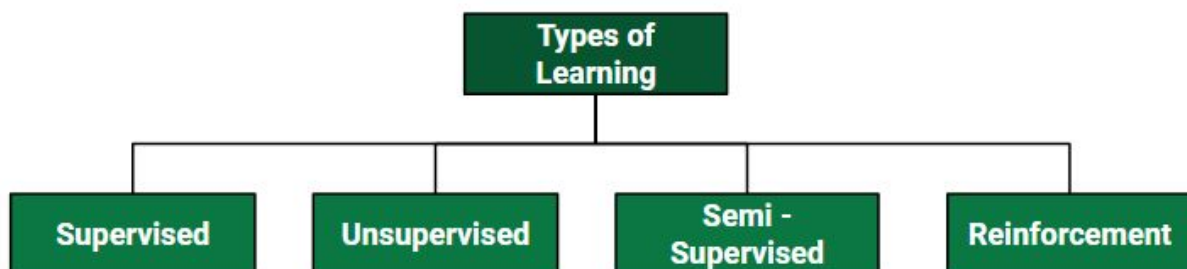 Types of
Learning
Supervised
Unsupervised
Semi -
Supervised
Reinforcement